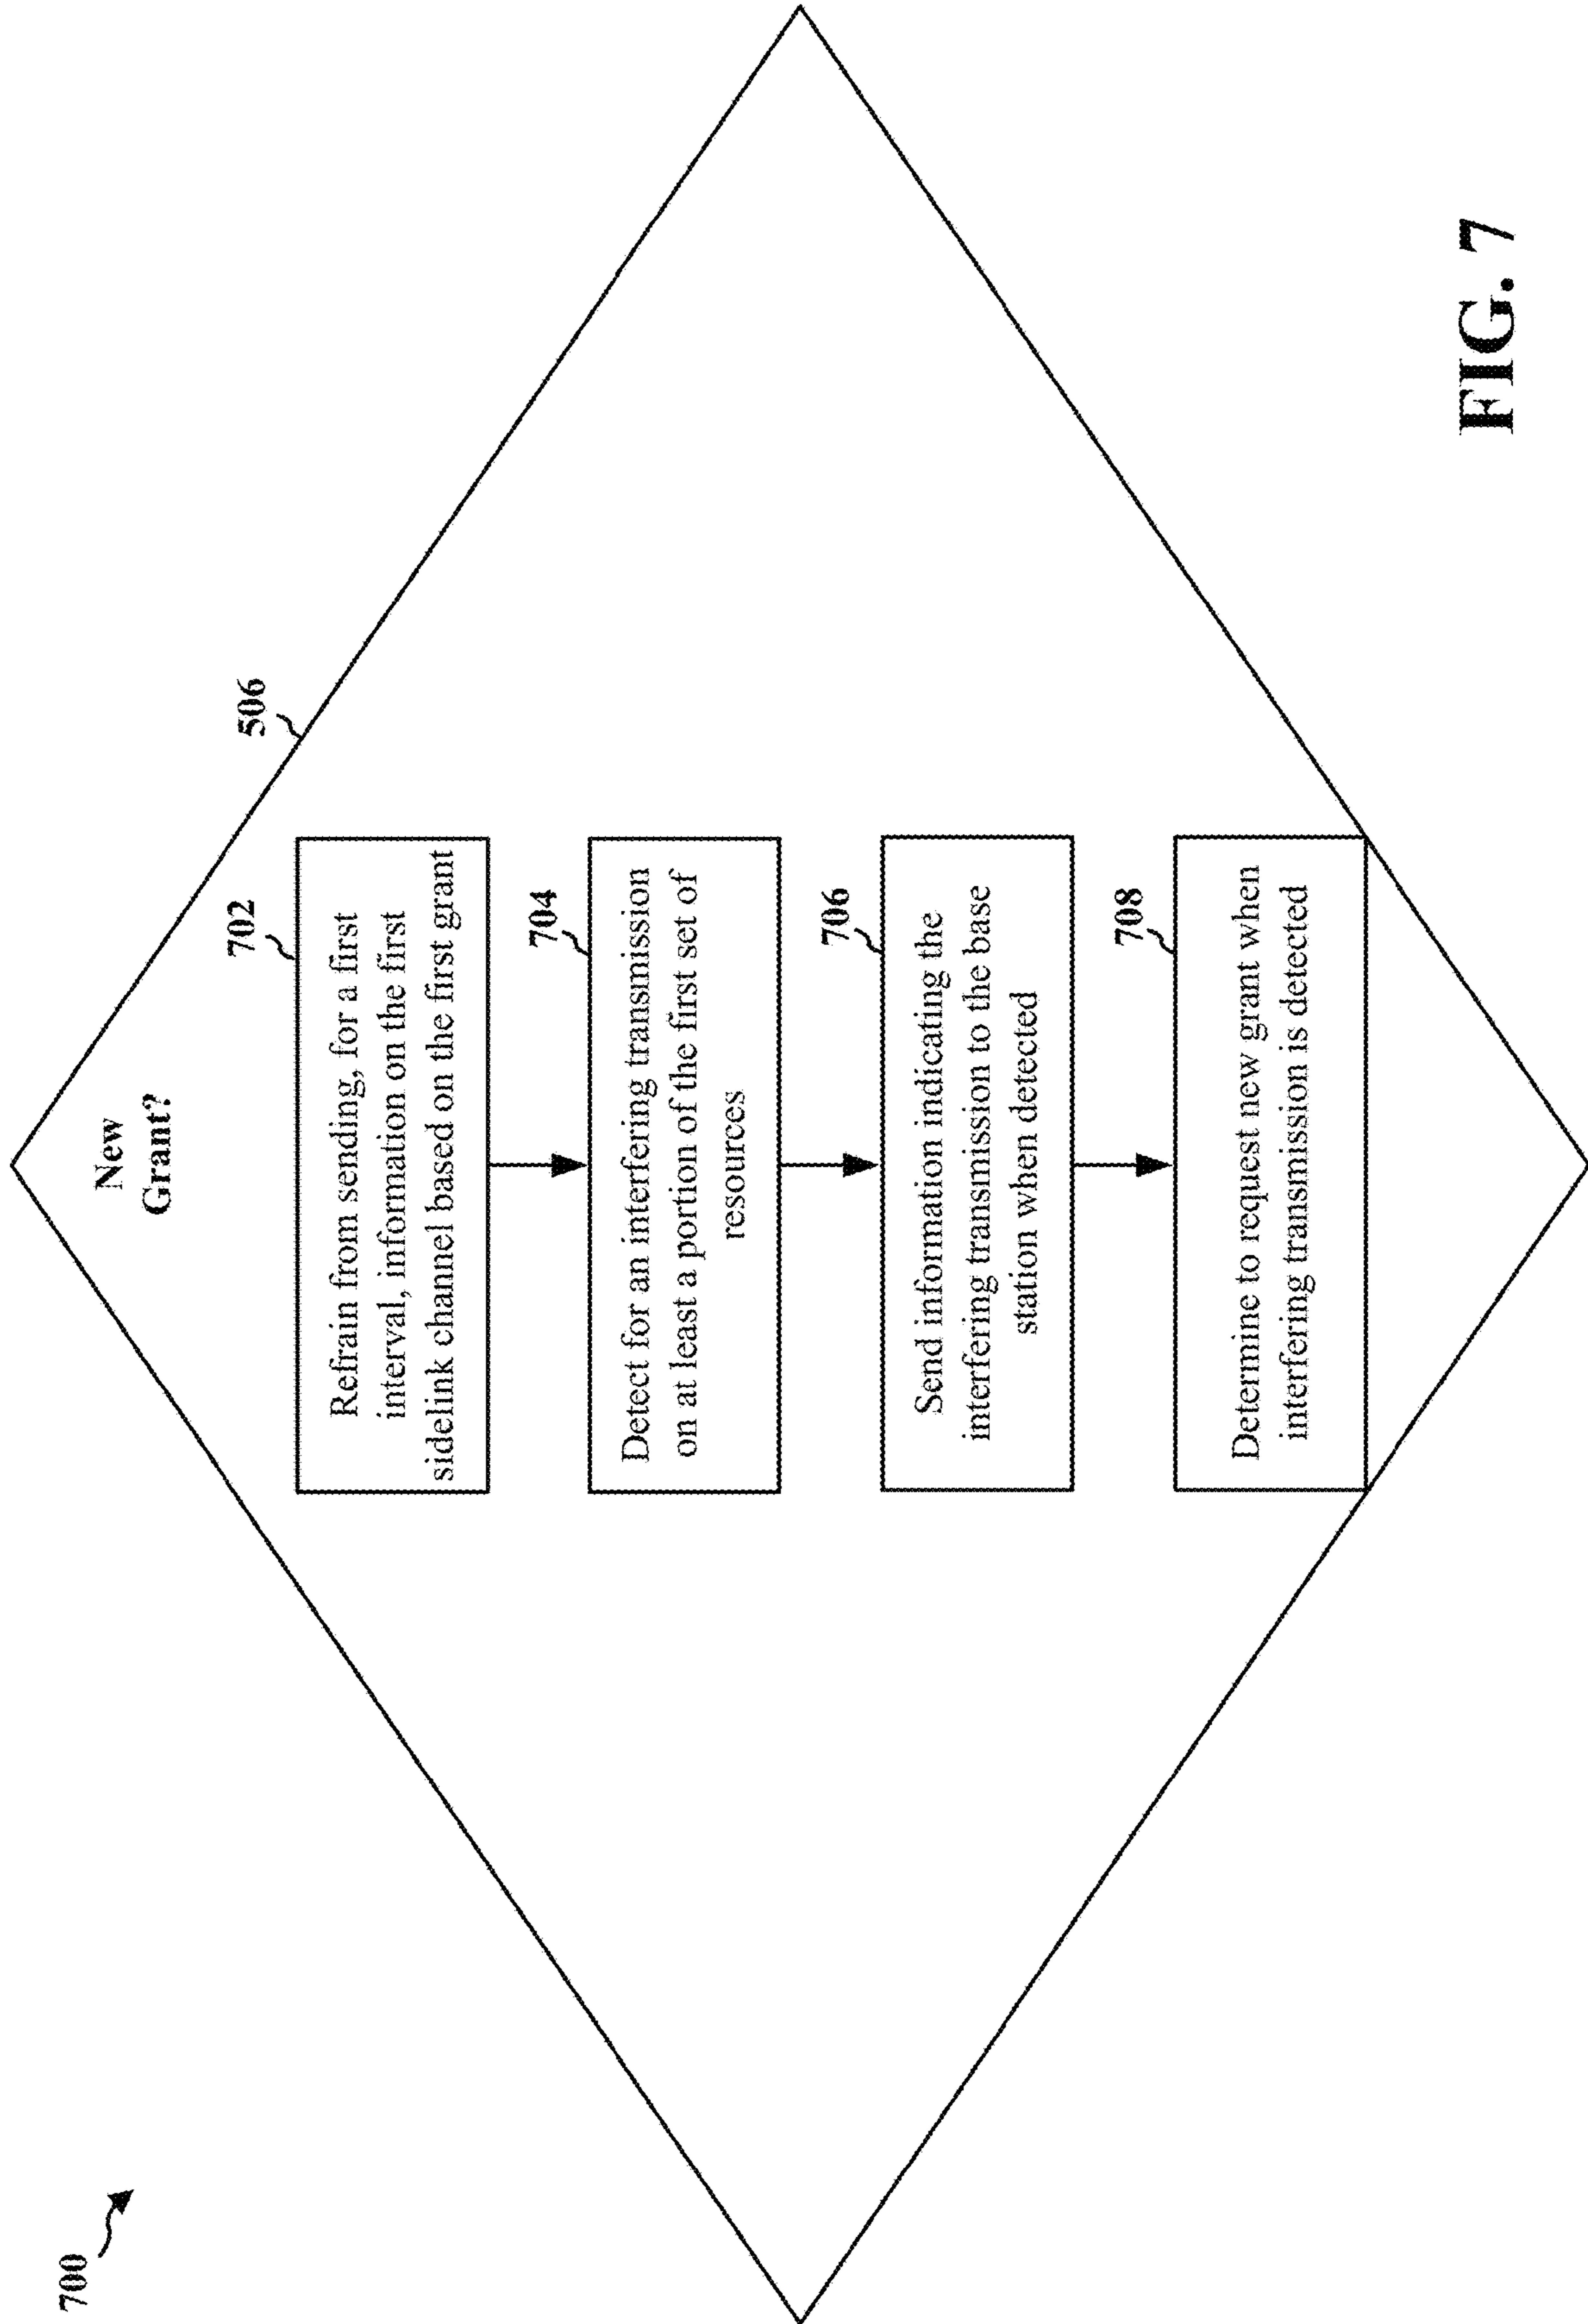 700
New
Grant?
506
702
Refrain from sending, for a first
interval, information on the first
sidelink channel based on the first grant
704
Detect for an interfering transmission
on at least a portion of the first set of
resources
706
Send information indicating the
interfering transmission to the base
station when detected
708
Determine to request new grant when
interfering transmission is detected
FIG. 7